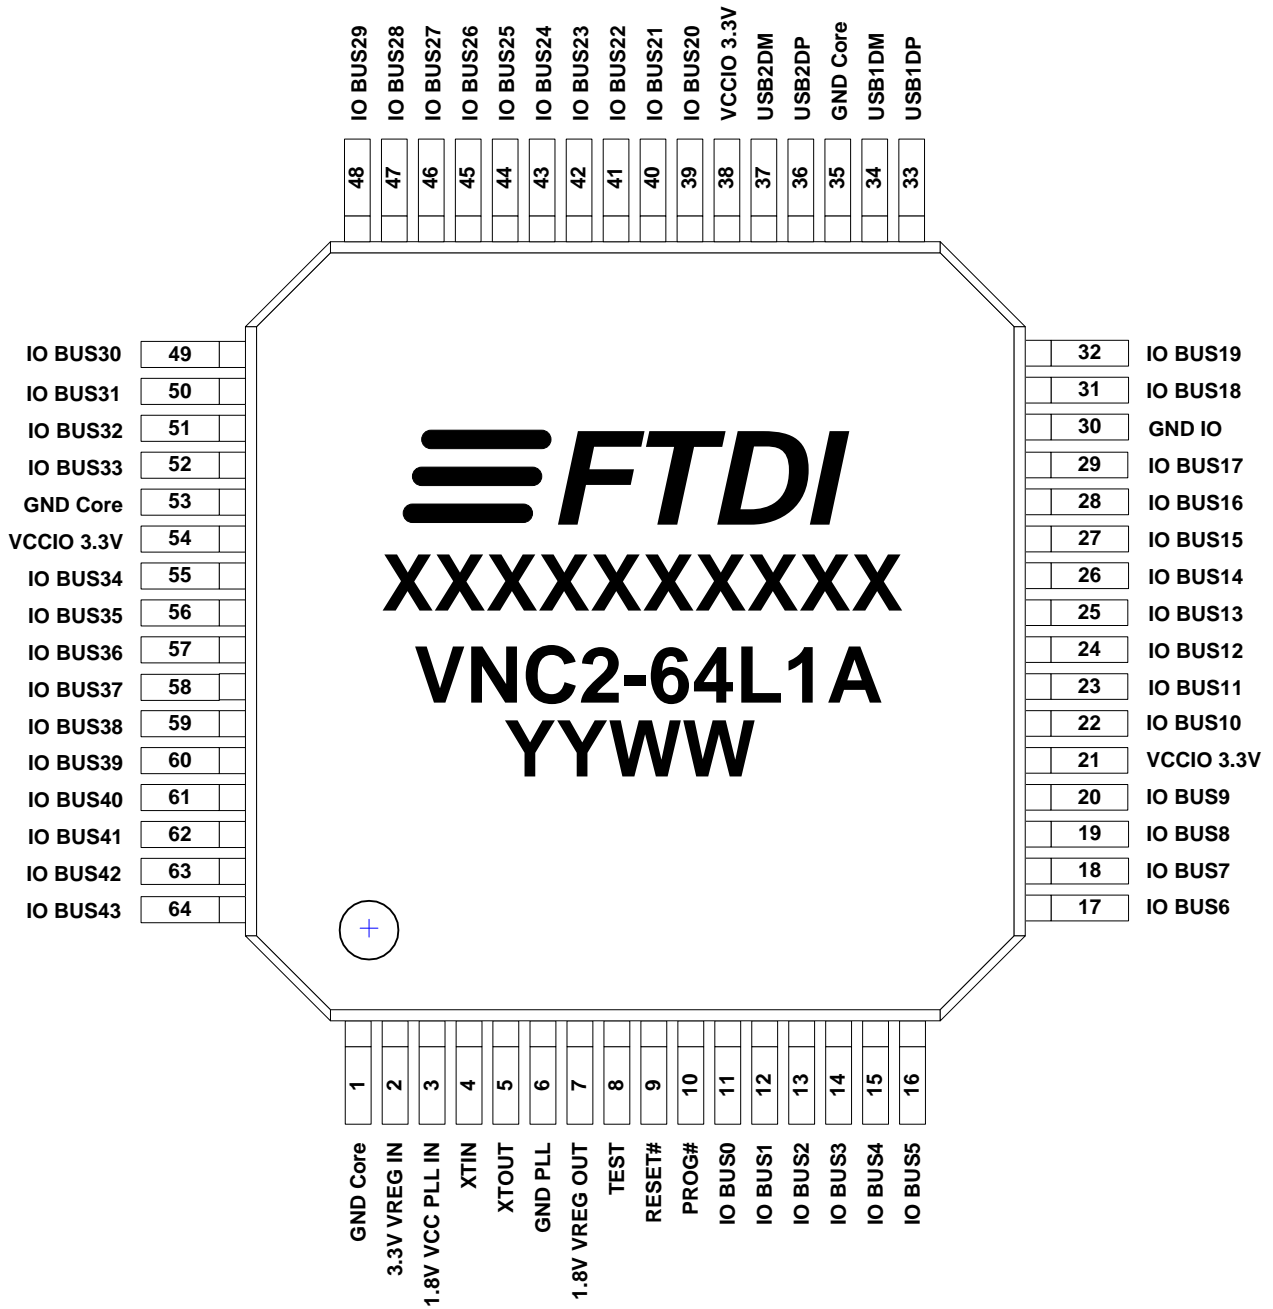 IO BUS29
IO BUS28
IO BUS27
IO BUS26
IO BUS25
IO BUS24
IO BUS23
IO BUS22
IO BUS21
IO BUS20
VCCIO 3.3V
USB2DM
USB2DP
GND Core
USB1DM
USB1DP
48
47
46
45
44
43
42
41
40
39
38
37
36
35
34
33
IO BUS30 49
IO BUS31 50
IO BUS32 51
IO BUS33 52
GND Core 53
VCCIO 3.3V 54
IO BUS34 55
IO BUS35 56
IO BUS36 57
IO BUS37 58
IO BUS38 59
IO BUS39 60
IO BUS40 61
IO BUS41 62
IO BUS42 63
IO BUS43 64
FTDI
XXXXXXXXXX
VNC2-64L1A
YYWW
32 IO BUS19
31 IO BUS18
30 GND IO
29 IO BUS17
28 IO BUS16
27 IO BUS15
26 IO BUS14
25 IO BUS13
24 IO BUS12
23 IO BUS11
22 IO BUS10
21 VCCIO 3.3V
20 IO BUS9
19 IO BUS8
18 IO BUS7
17 IO BUS6
1
2
3
4
5
6
7
8
9
10
11
12
13
14
15
16
GND Core
3.3V VREG IN
1.8V VCC PLL IN
XTIN
XTOUT
GND PLL
1.8V VREG OUT
TEST
RESET#
PROG#
IO BUS0
IO BUS1
IO BUS2
IO BUS3
IO BUS4
IO BUS5